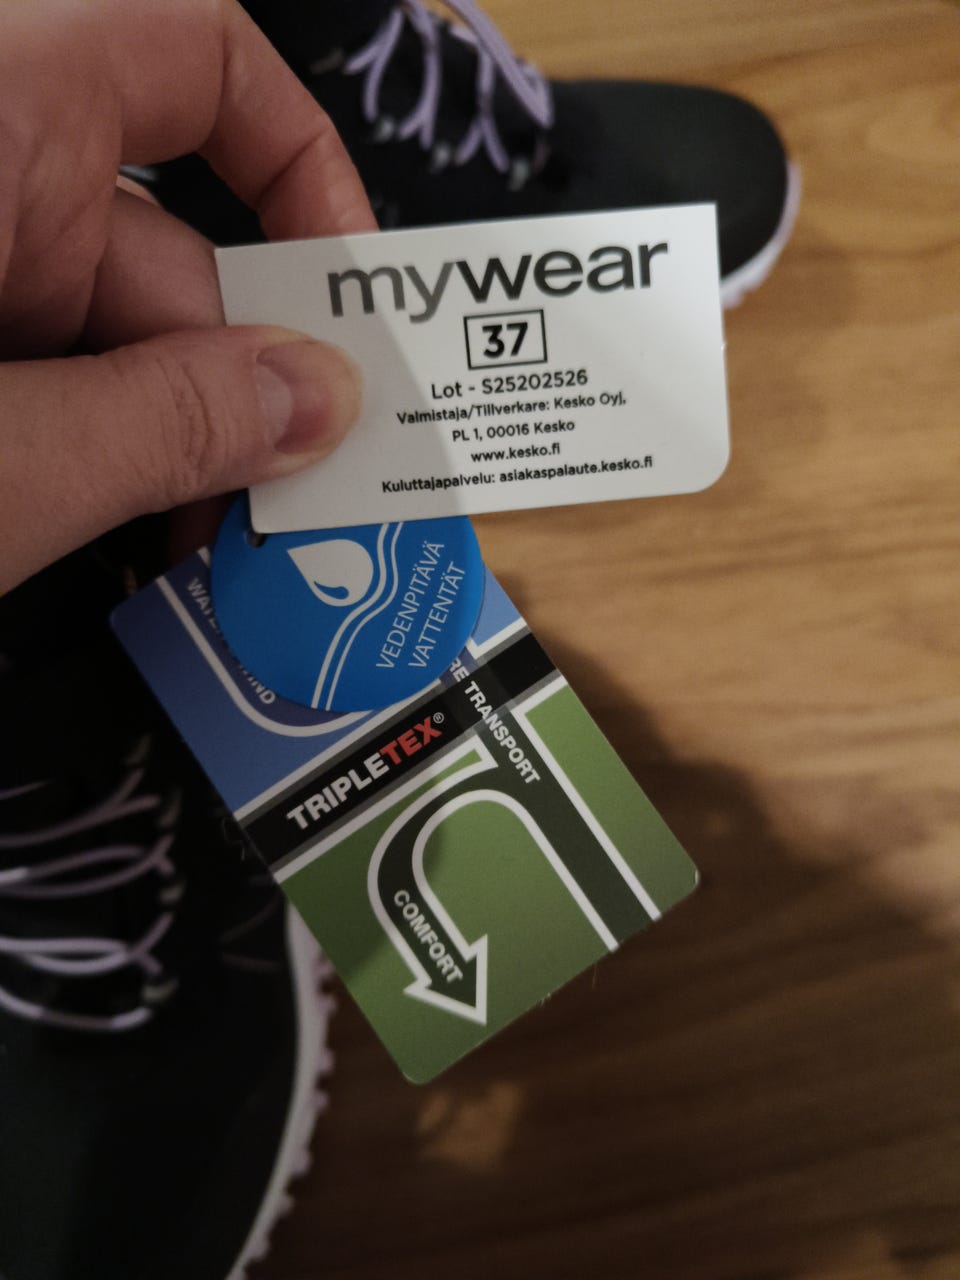 mywear
37
Lot - S25202526
Valmistaja/Tillverkare: Kesko Oyj,
PL 1, 00016 Kesko
www.kesko.fi
Kuluttajapalvelu: asiakaspalaute.kesko.fi
VEDENPITÄVÄ
VATTENTÄT
TRIPLETEX®
TRANSPORT
COMFORT